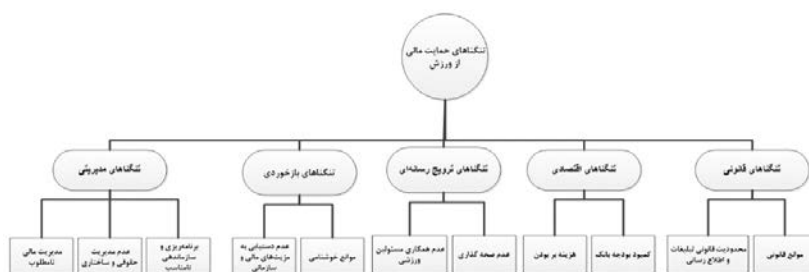 تنگناهای حمایت مالی
از ورزش
تنگناهای قانونی
تنگناهای اقتصادی
تنگناهای ترویج رسانه‌ای
تنگناهای بازخوردی
تنگناهای مدیریتی
موانع قانونی
محدودیت قانونی تبلیغات
و اطلاع رسانی
کمبود بودجه بانک
هزینه بر بودن
عدم صحه گذاری
عدم همکاری مسئولین
ورزشی
موانع خوشنامی
عدم دستیابی به
مزیت‌های مالی و
سازمانی
برنامه‌ریزی و
سازماندهی
نامناسب
عدم مدیریت
حقوقی و ساختاری
مدیریت مالی
نامطلوب